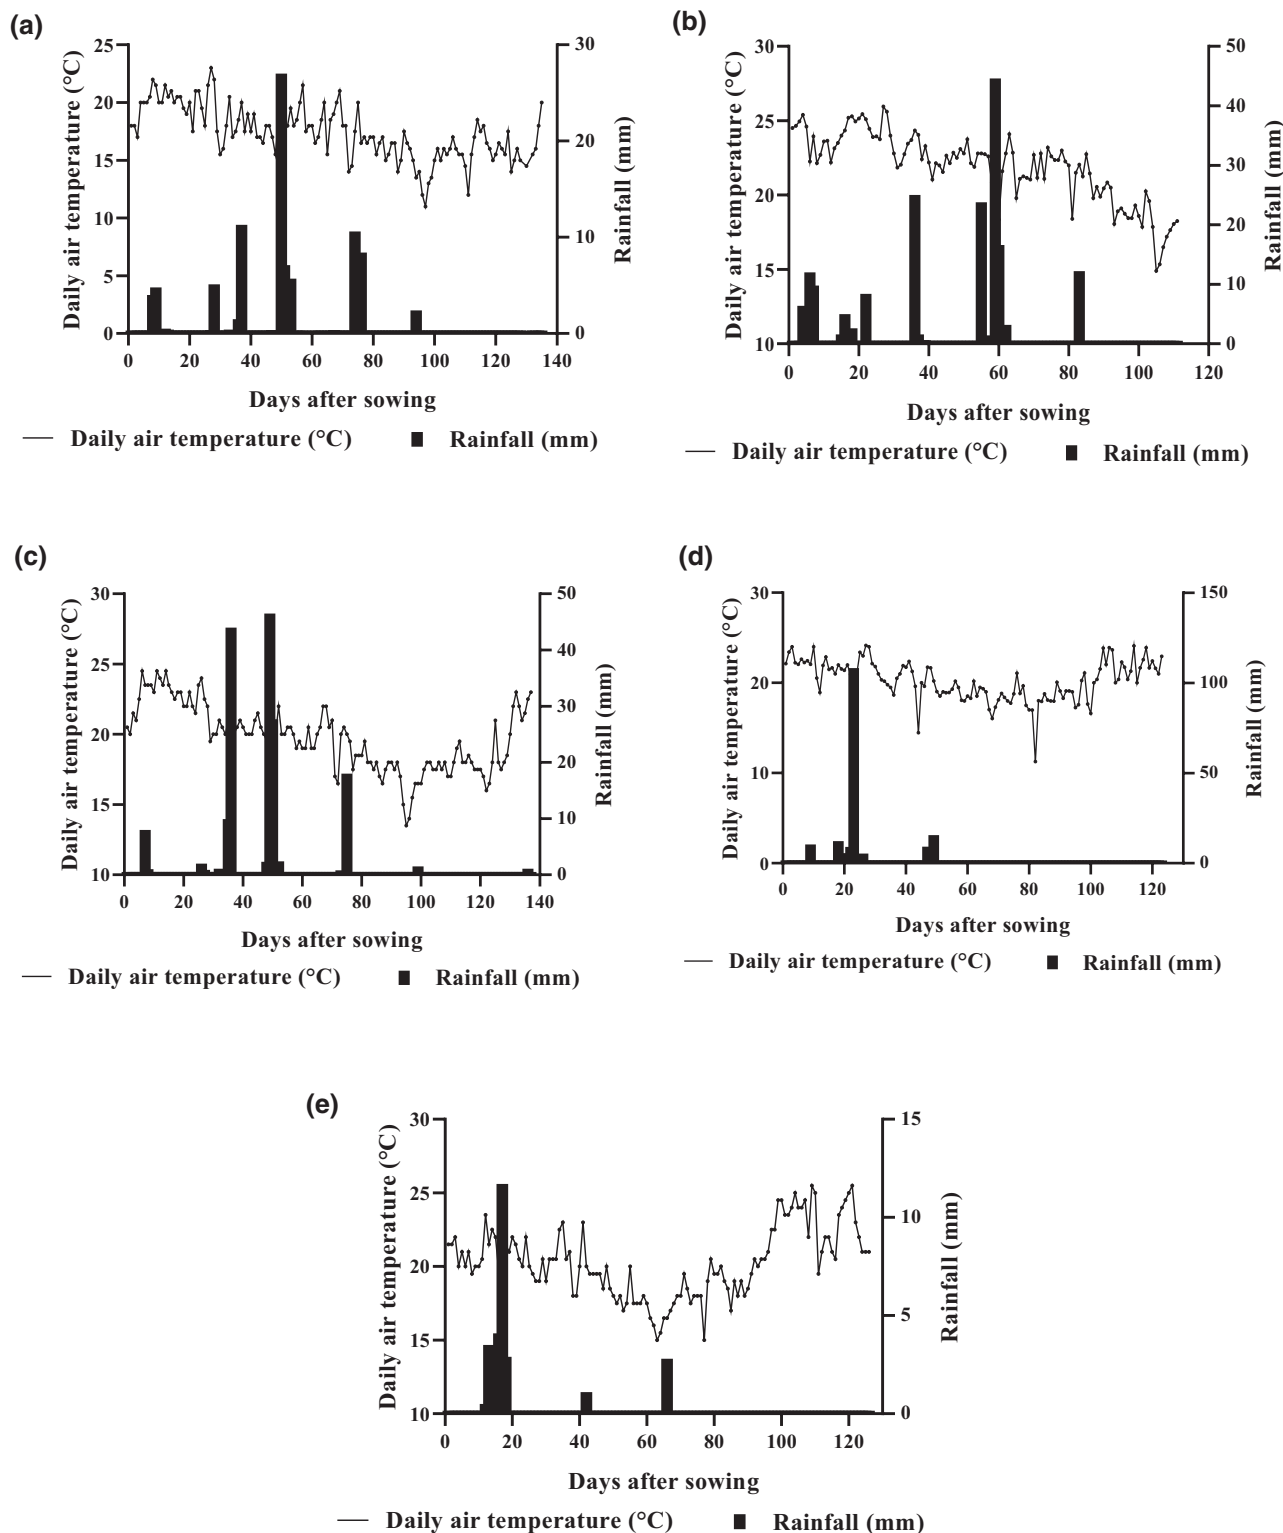 (a)
Daily air temperature (°C)
25
20
15
10
5
0
30
20
10
0
Rainfall (mm)
0 20 40 60 80 100 120 140
Days after sowing
Daily air temperature (°C) Rainfall (mm)
(b)
Daily air temperature (°C)
30
25
20
15
10
50
40
30
20
10
0
Rainfall (mm)
0 20 40 60 80 100 120
Days after sowing
Daily air temperature (°C) Rainfall (mm)
(c)
Daily air temperature (°C)
30
25
20
15
10
50
40
30
20
10
0
Rainfall (mm)
0 20 40 60 80 100 120 140
Days after sowing
Daily air temperature (°C) Rainfall (mm)
(d)
Daily air temperature (°C)
30
20
10
0
150
100
50
0
Rainfall (mm)
0 20 40 60 80 100 120
Days after sowing
Daily air temperature (°C) Rainfall (mm)
(e)
Daily air temperature (°C)
30
25
20
15
10
15
10
5
0
Rainfall (mm)
0 20 40 60 80 100 120
Days after sowing
Daily air temperature (°C) Rainfall (mm)